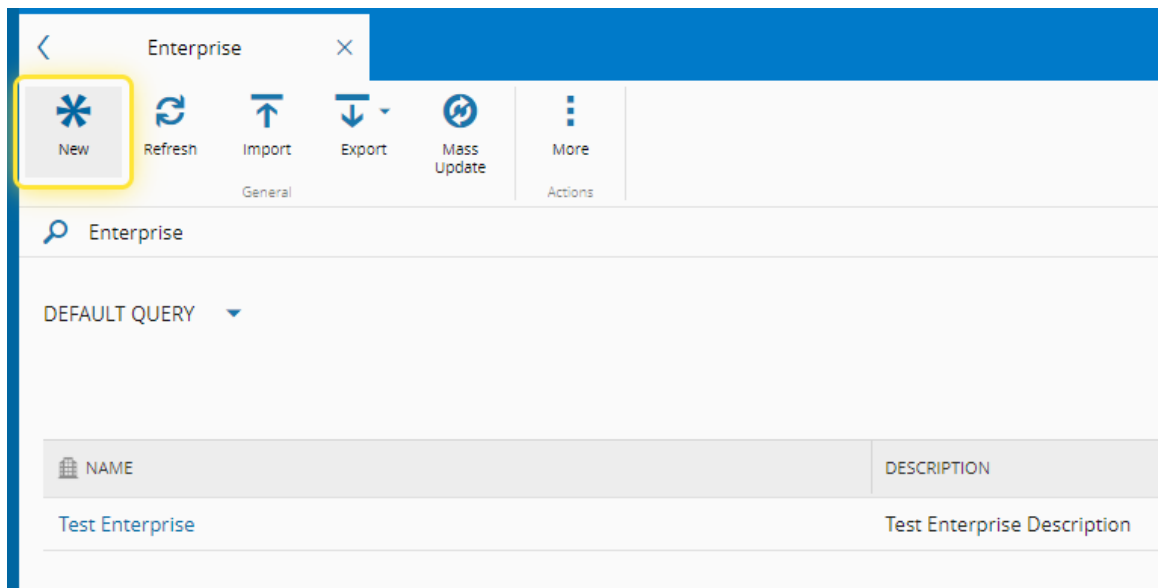 Enterprise
New
Refresh
Import
Export
Mass
Update
More
General
Actions
Enterprise
DEFAULT QUERY
NAME
DESCRIPTION
Test Enterprise
Test Enterprise Description